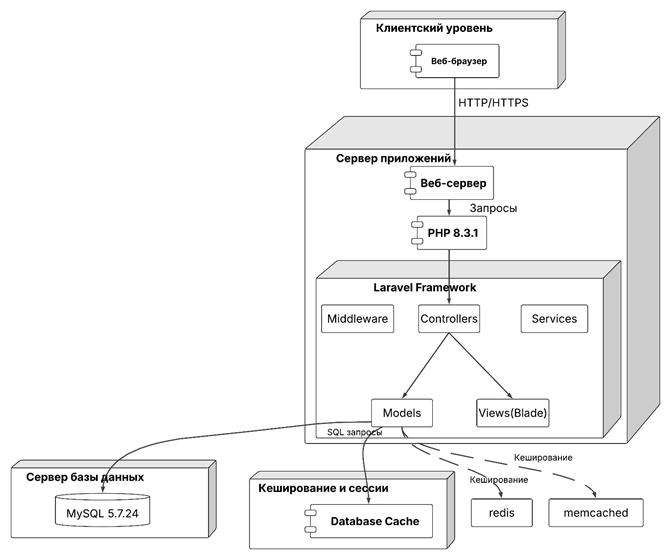 Клиентский уровень
Веб-браузер
HTTP/HTTPS
Сервер приложений
Веб-сервер
Запросы
PHP 8.3.1
Laravel Framework
Middleware
Controllers
Services
Models
Views(Blade)
SQL запросы
Кеширование
Кеширование
Сервер базы данных
MySQL 5.7.24
Кеширование и сессии
Database Cache
redis
memcached